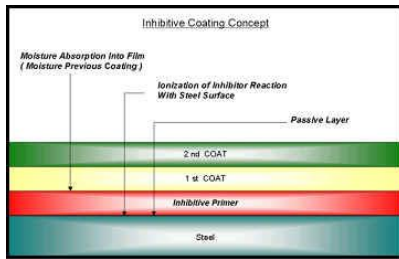 Inhibitive Coating Concept
Moisture Absorption Into Film
( Moisture Previous Coating )
Ionization of Inhibitor Reaction
With Steel Surface
Passive Layer
2 nd COAT
1 st COAT
Inhibitive Primer
Steel